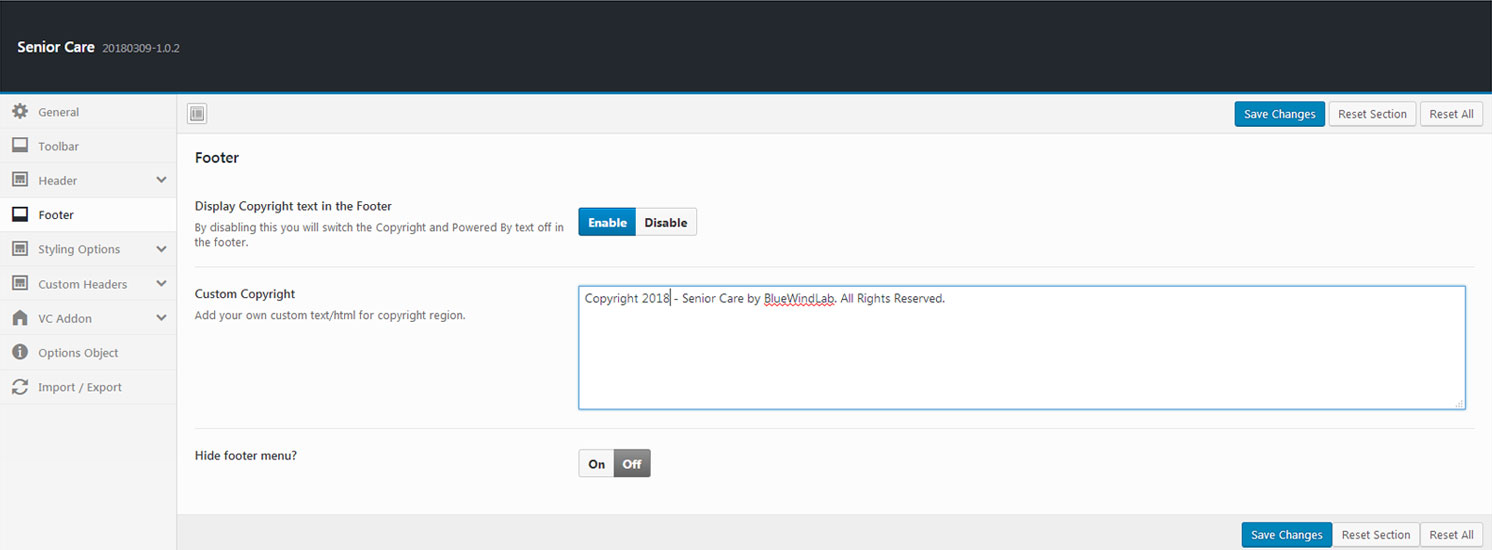 Senior Care 20180309-1.0.2
General
Toolbar
Header
Footer
Styling Options
Custom Headers
VC Addon
Options Object
Import / Export
Save Changes Reset Section Reset All
Footer
Display Copyright text in the Footer
By disabling this you will switch the Copyright and Powered By text off in
the footer.
Enable Disable
Custom Copyright
Add your own custom text/html for copyright region.
Copyright 2018 - Senior Care by BlueWindLab. All Rights Reserved.
Hide footer menu?
On Off
Save Changes Reset Section Reset All